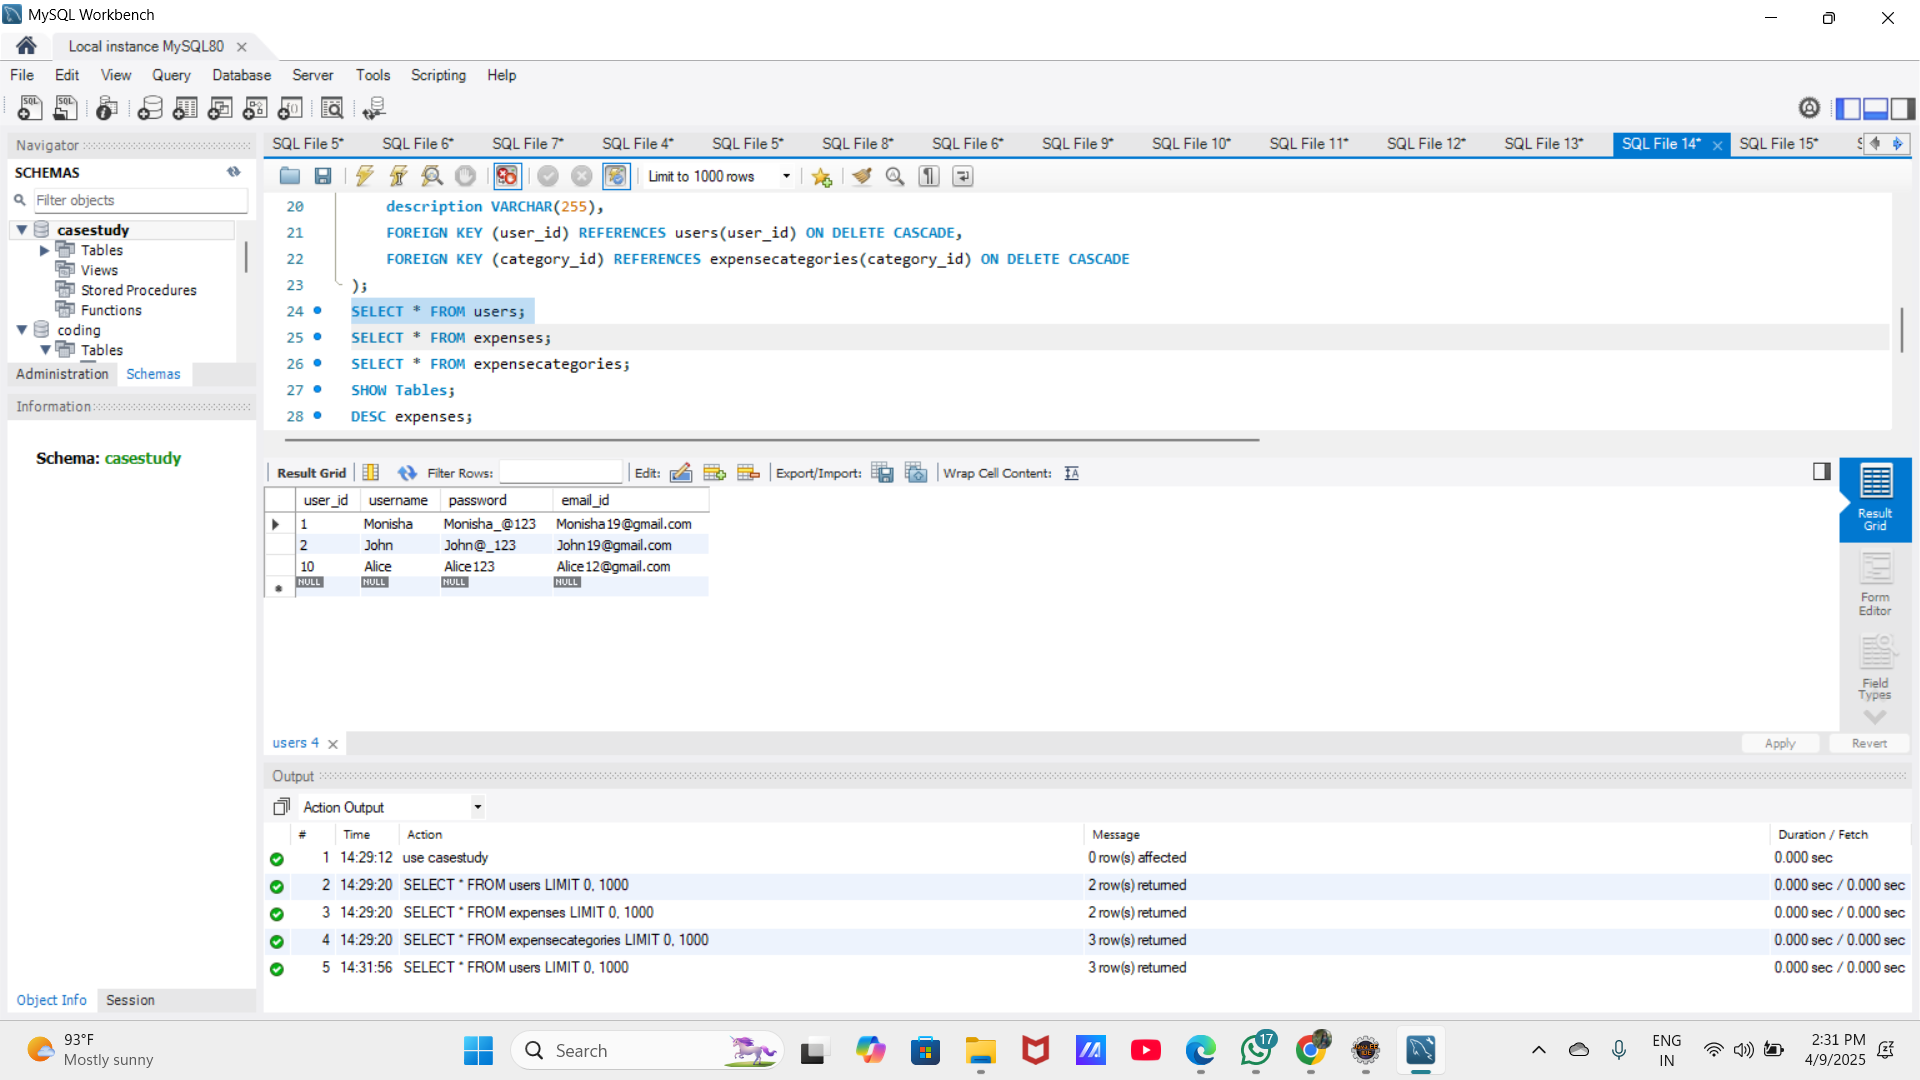 MySQL Workbench
Local instance MySQL80
File Edit View Query Database Server Tools Scripting Help
Navigator
SCHEMAS
Filter objects
casestudy
Tables
Views
Stored Procedures
Functions
coding
Tables
Administration Schemas
Information
Schema: casestudy
Object Info Session
SQL File 5* SQL File 6* SQL File 7* SQL File 4* SQL File 5* SQL File 8* SQL File 6* SQL File 9* SQL File 10* SQL File 11* SQL File 12* SQL File 13* SQL File 14* SQL File 15*
Limit to 1000 rows
20 description VARCHAR(255),
21 FOREIGN KEY (user_id) REFERENCES users(user_id) ON DELETE CASCADE,
22 FOREIGN KEY (category_id) REFERENCES expensecategories(category_id) ON DELETE CASCADE
23 );
24 SELECT * FROM users;
25 SELECT * FROM expenses;
26 SELECT * FROM expensecategories;
27 SHOW Tables;
28 DESC expenses;
Result Grid Filter Rows: Edit: Export/Import: Wrap Cell Content:
user_id username password email_id
1 Monisha Monisha_@123 Monisha19@gmail.com
2 John John@_123 John19@gmail.com
10 Alice Alice123 Alice12@gmail.com
NULL NULL NULL NULL
Result Grid
Form Editor
Field Types
users 4
Apply Revert
Output
Action Output
# Time Action Message Duration / Fetch
1 14:29:12 use casestudy 0 row(s) affected 0.000 sec
2 14:29:20 SELECT * FROM users LIMIT 0, 1000 2 row(s) returned 0.000 sec / 0.000 sec
3 14:29:20 SELECT * FROM expenses LIMIT 0, 1000 2 row(s) returned 0.000 sec / 0.000 sec
4 14:29:20 SELECT * FROM expensecategories LIMIT 0, 1000 3 row(s) returned 0.000 sec / 0.000 sec
5 14:31:56 SELECT * FROM users LIMIT 0, 1000 3 row(s) returned 0.000 sec / 0.000 sec
93°F
Mostly sunny
Search
17
ENG
IN
2:31 PM
4/9/2025